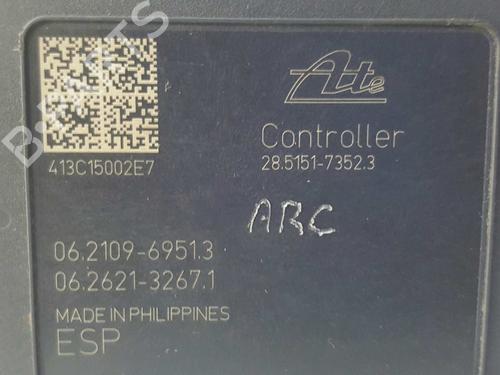 Ate
413C15002E7
Controller
28.5151-7352.3
ARC
06.2109-6951.3
06.2621-3267.1
MADE IN PHILIPPINES
ESP